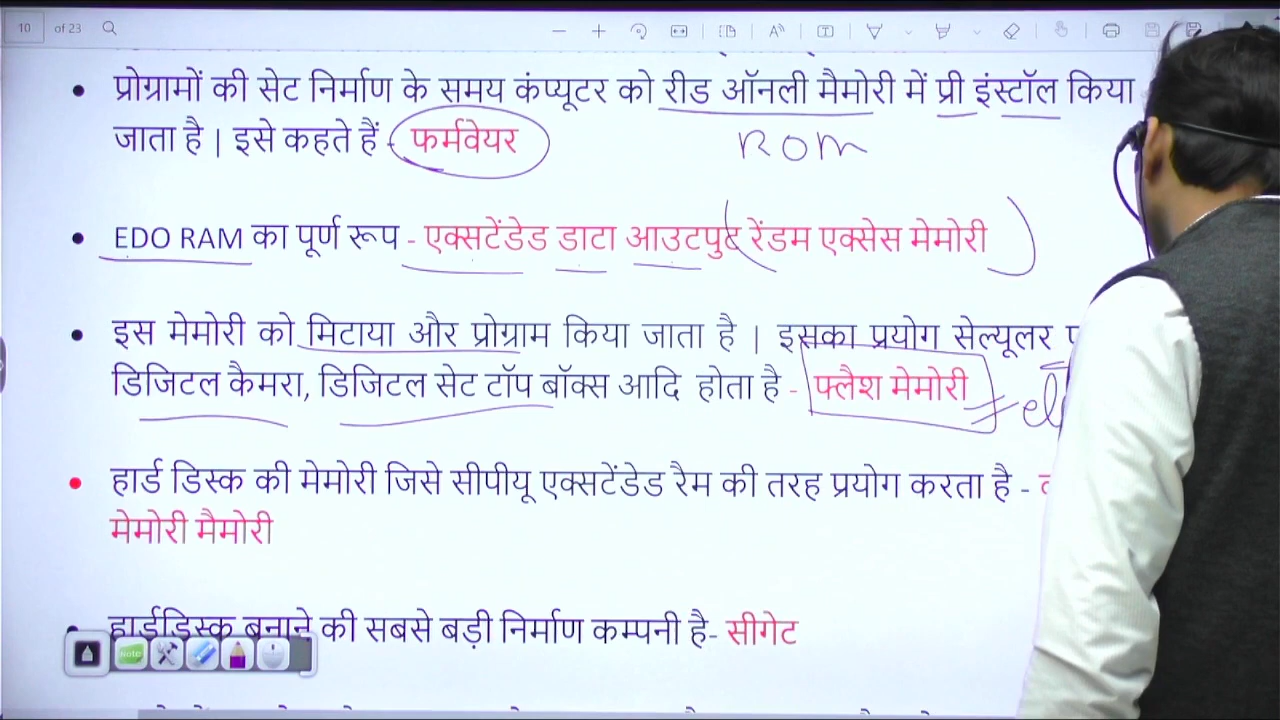 10 of 23
प्रोग्रामों की सेट निर्माण के समय कंप्यूटर को रीड ऑनली मैमोरी में प्री इंस्टॉल किया
जाता है | इसे कहते हैं - फर्मवेयर
ROM
EDO RAM का पूर्ण रूप - एक्सटेंडेड डाटा आउटपुट रेंडम एक्सेस मेमोरी
इस मेमोरी को मिटाया और प्रोग्राम किया जाता है | इसका प्रयोग सेल्यूलर
डिजिटल कैमरा, डिजिटल सेट टॉप बॉक्स आदि होता है - फ्लैश मेमोरी
हार्ड डिस्क की मेमोरी जिसे सीपीयू एक्सटेंडेड रैम की तरह प्रयोग करता है -
मेमोरी मैमोरी
हार्डडिस्क बनाने की सबसे बड़ी निर्माण कम्पनी है- सीगेट
Note